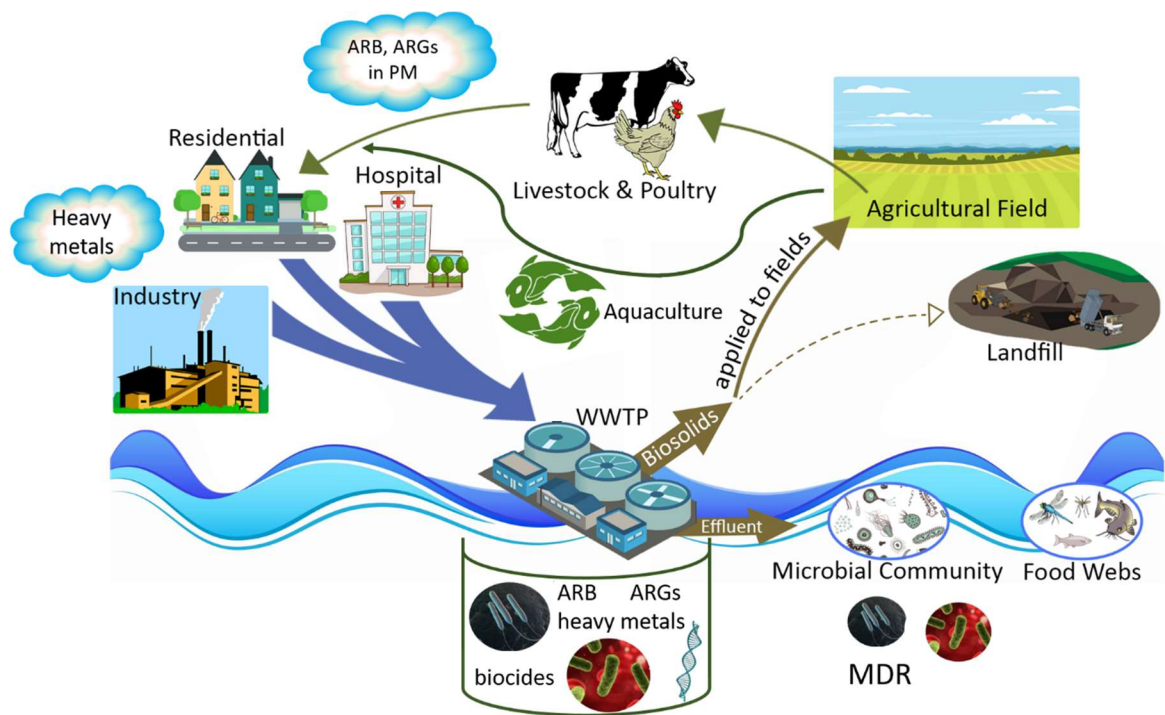 ARB, ARGs
in PM
Residential
Hospital
Heavy
metals
Industry
Livestock & Poultry
Agricultural Field
Aquaculture
applied to fields
Landfill
WWTP
Biosolids
Effluent
Microbial Community
Food Webs
ARB ARGs
heavy metals
biocides
MDR